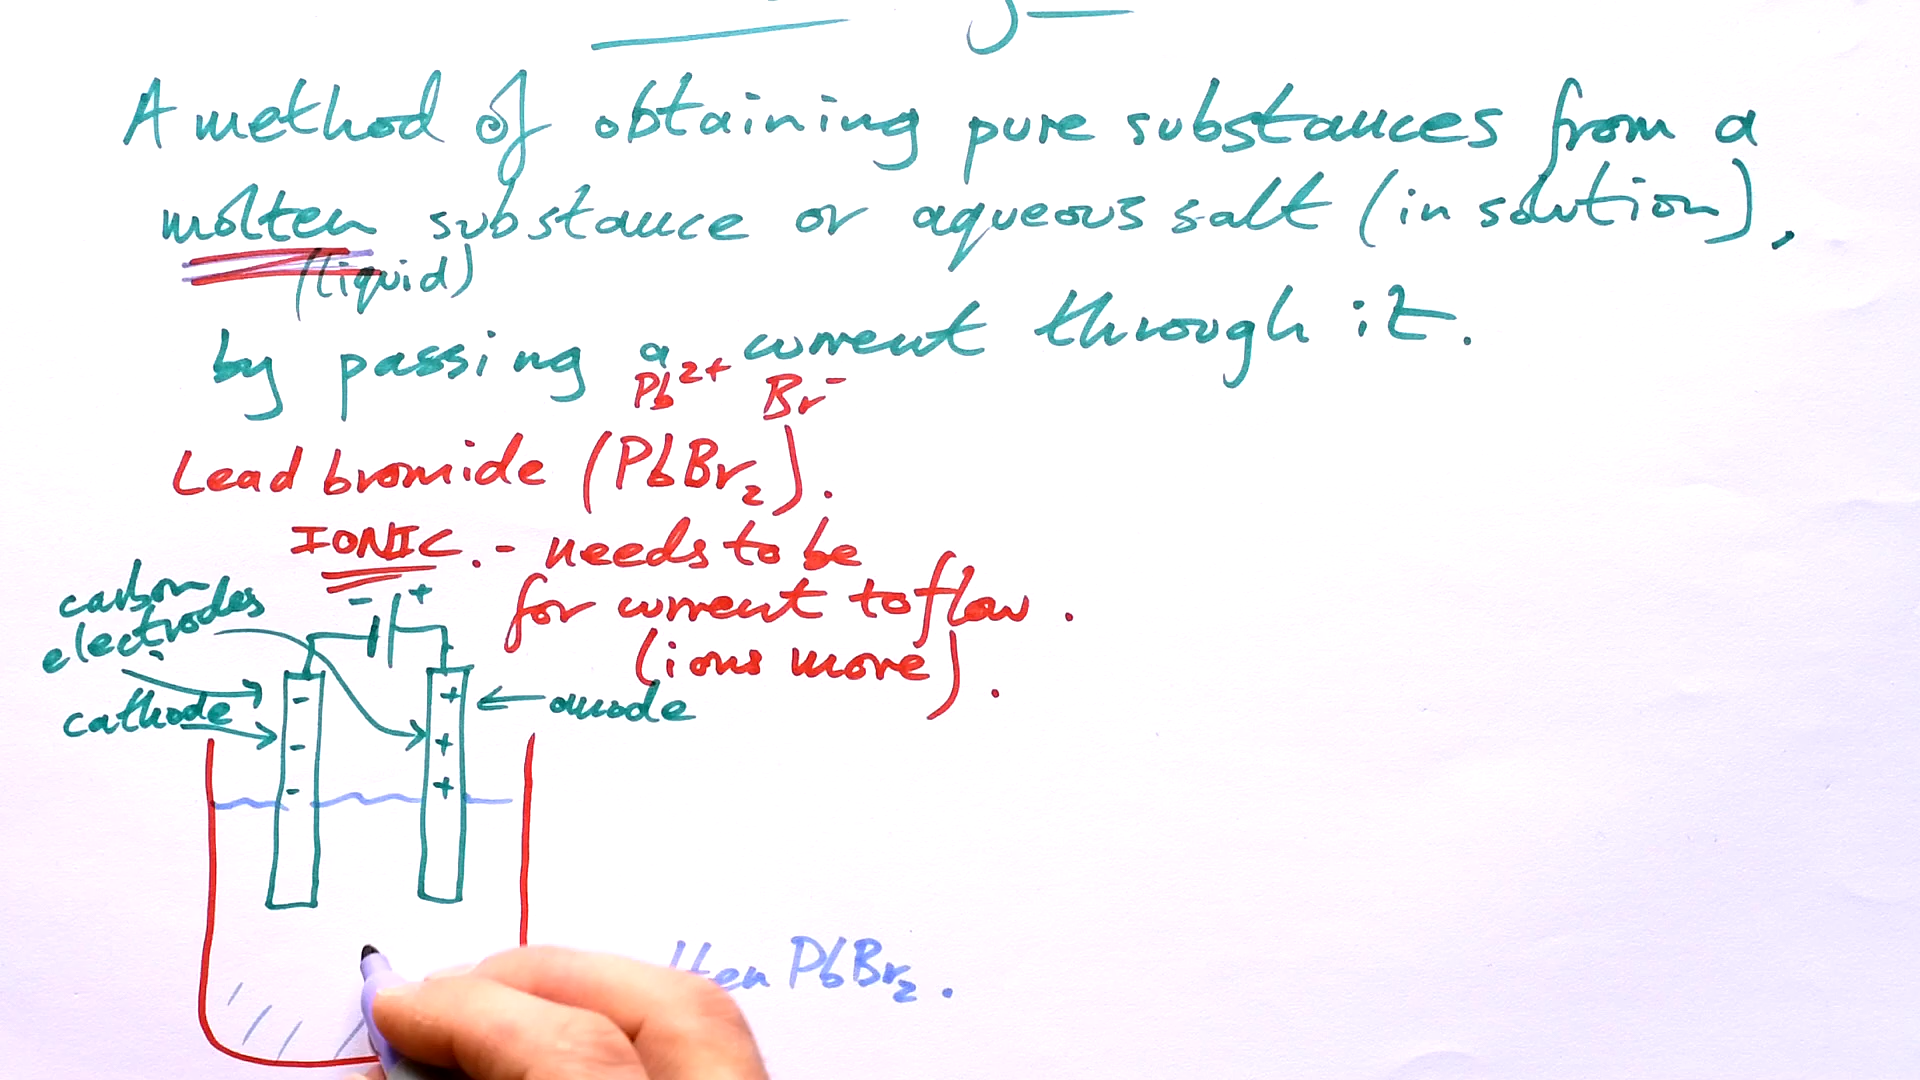 A method of obtaining pure substances from a
molten substance or aqueous salt (in solution),
(liquid)
by passing a current through it.
Pb²⁺ Br⁻
Lead bromide (PbBr₂).
IONIC. - needs to be
for current to flow.
(ions move).
carbon
electrodes
- +
cathode
anode
- +
- +
- +
PbBr₂.